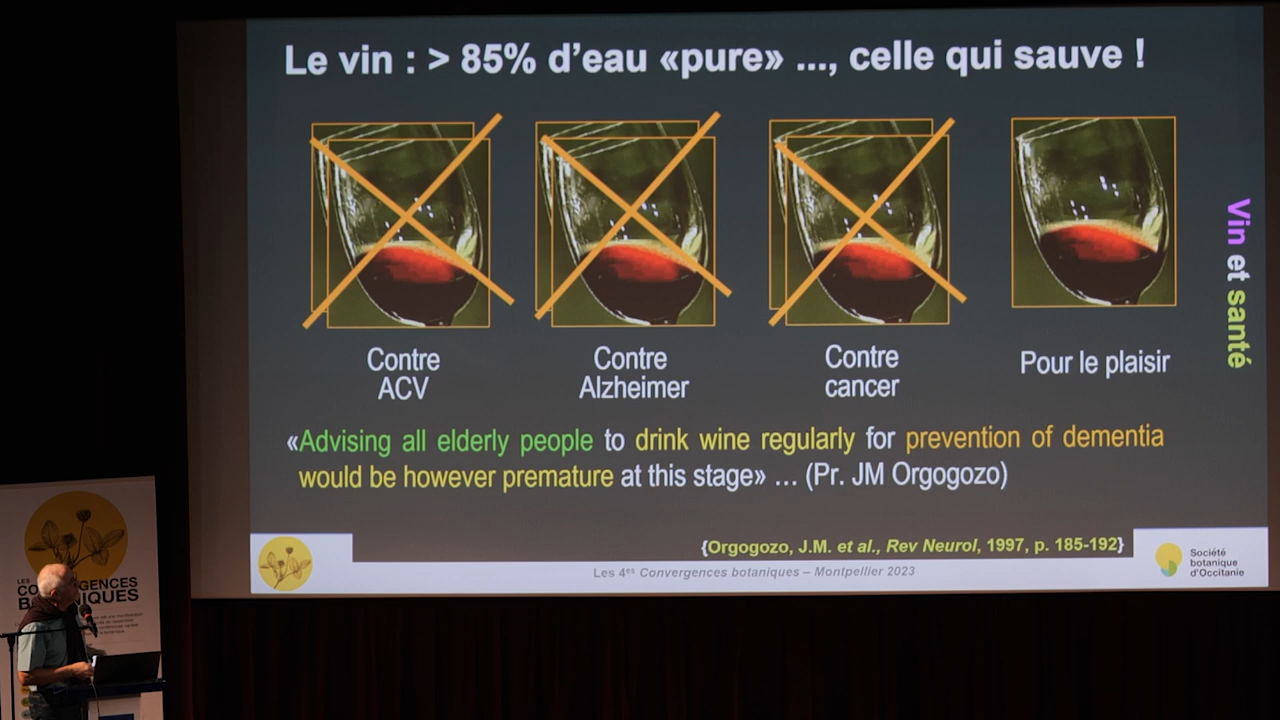 Le vin : > 85% d’eau «pure» ..., celle qui sauve !
Contre
ACV
Contre
Alzheimer
Contre
cancer
Pour le plaisir
Vin et santé
«Advising all elderly people to drink wine regularly for prevention of dementia
would be however premature at this stage» ... (Pr. JM Orgogozo)
{Orgogozo, J.M. et al., Rev Neurol, 1997, p. 185-192}
Les 4es Convergences botaniques – Montpellier 2023
Société
botanique
d'Occitanie
LES